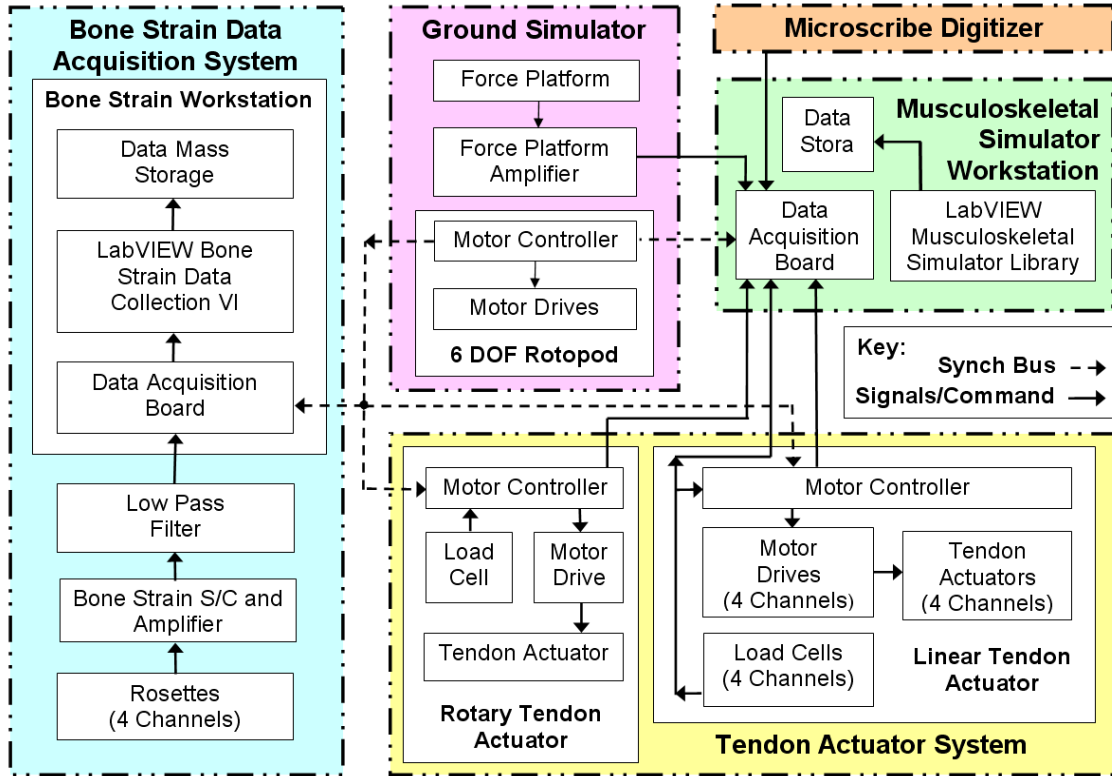 Bone Strain Data
Acquisition System
Bone Strain Workstation
Data Mass
Storage
LabVIEW Bone
Strain Data
Collection VI
Data Acquisition
Board
Low Pass
Filter
Bone Strain S/C and
Amplifier
Rosettes
(4 Channels)
Ground Simulator
Force Platform
Force Platform
Amplifier
Motor Controller
Motor Drives
6 DOF Rotopod
Microscribe Digitizer
Musculoskeletal
Simulator
Workstation
Data
Stora
Data
Acquisition
Board
LabVIEW
Musculoskeletal
Simulator Library
Key:
Synch Bus
Signals/Command
Motor Controller
Load
Cell
Motor
Drive
Tendon Actuator
Rotary Tendon
Actuator
Motor Controller
Motor
Drives
(4 Channels)
Tendon
Actuators
(4 Channels)
Load Cells
(4 Channels)
Linear Tendon
Actuator
Tendon Actuator System